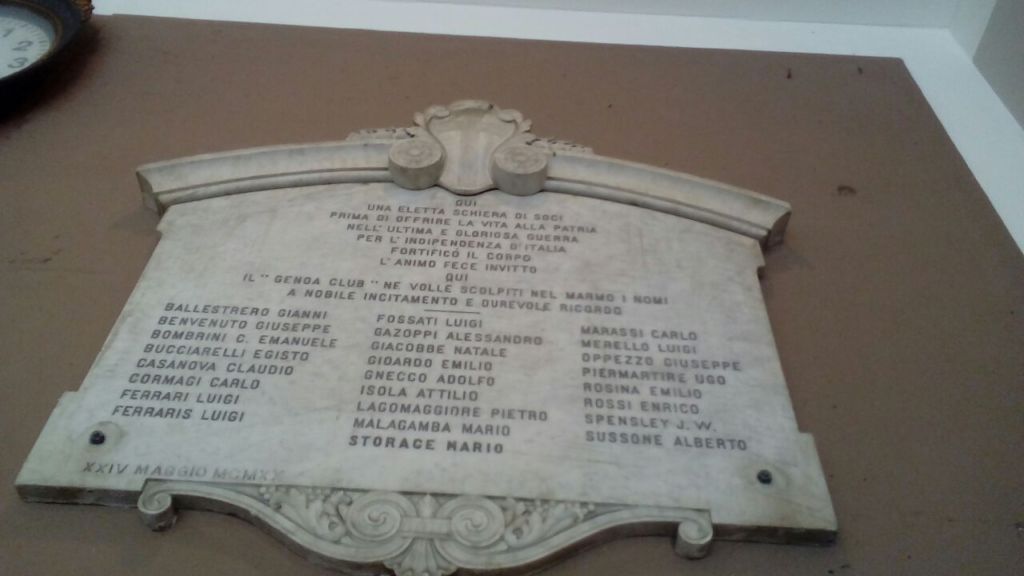 1
2
3
QUI
UNA ELETTA SCHIERA DI SOCI
PRIMA DI OFFRIRE LA VITA ALLA PATRIA
NELL'ULTIMA E GLORIOSA GUERRA
PER L'INDIPENDENZA D'ITALIA
FORTIFICÒ IL CORPO
L'ANIMO FECE INVITTO
QUI
IL "GENOA CLUB" NE VOLLE SCOLPITI NEL MARMO I NOMI
A NOBILE INCITAMENTO E DUREVOLE RICORDO
BALLESTRERO GIANNI
BENVENUTO GIUSEPPE
BOMBRINI C. EMANUELE
BUCCIARELLI EGISTO
CASANOVA CLAUDIO
CORMAGI CARLO
FERRARI LUIGI
FERRARIS LUIGI
FOSSATI LUIGI
GAZOPPI ALESSANDRO
GIACOBBE NATALE
GIOARDO EMILIO
GNECCO ADOLFO
ISOLA ATTILIO
LAGOMAGGIORE PIETRO
MALAGAMBA MARIO
STORACE MARIO
MARASSI CARLO
MERELLO LUIGI
OPPEZZO GIUSEPPE
PIERMARTIRE UGO
ROSINA EMILIO
ROSSI ENRICO
SPENSLEY J. W.
SUSSONE ALBERTO
XXIV MAGGIO MCMXX